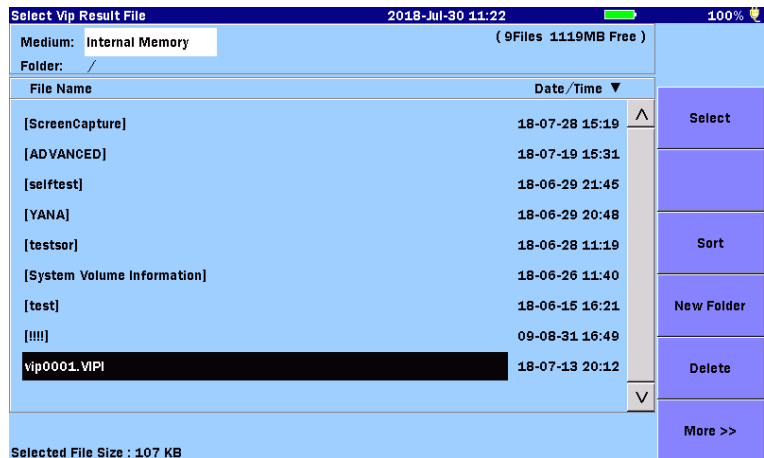 Select Vip Result File 2018-Jul-30 11:22 100%
Medium: Internal Memory ( 9Files 1119MB Free )
Folder: /
File Name Date/Time ▼
[ScreenCapture] 18-07-28 15:19 Select
[ADVANCED] 18-07-19 15:31
[selftest] 18-06-29 21:45
[YANA] 18-06-29 20:48
[testsor] 18-06-28 11:19 Sort
[System Volume Information] 18-06-26 11:40
[test] 18-06-15 16:21 New Folder
[!!!!] 09-08-31 16:49
vip0001.VIPI 18-07-13 20:12 Delete
More >>
Selected File Size : 107 KB